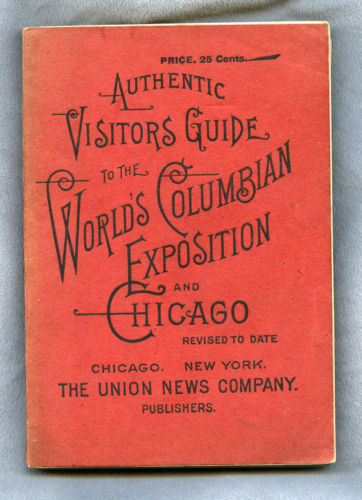 PRICE. 25 Cents.
AUTHENTIC
VISITORS GUIDE
TO THE
WORLD'S COLUMBIAN
EXPOSITION
AND
CHICAGO
REVISED TO DATE
CHICAGO. NEW YORK.
THE UNION NEWS COMPANY.
PUBLISHERS.